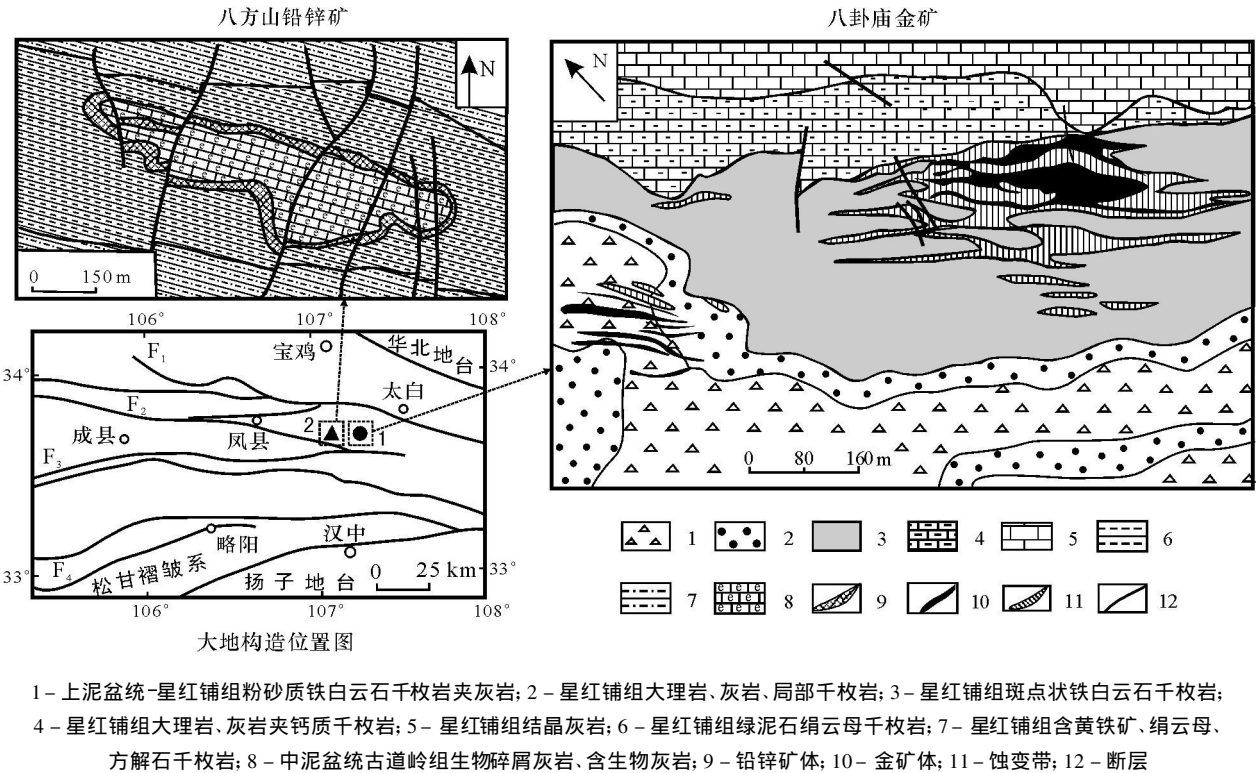 八方山铅锌矿
N
0 150 m
八卦庙金矿
N
0 80 160 m
106° 107° 108°
F1
宝鸡
华北地台
34°
34°
太白
F2
2
1
成县
凤县
F3
汉中
略阳
33°
F4
松甘褶皱系
扬子地台
0 25 km
33°
106° 107° 108°
大地构造位置图
1 2 3 4 5 6
7 8 9 10 11 12
1-上泥盆统-星红铺组粉砂质铁白云石千枚岩夹灰岩;2-星红铺组大理岩、灰岩、局部千枚岩;3-星红铺组斑点状铁白云石千枚岩;
4-星红铺组大理岩、灰岩夹钙质千枚岩;5-星红铺组结晶灰岩;6-星红铺组绿泥石绢云母千枚岩;7-星红铺组含黄铁矿、绢云母、
方解石千枚岩;8-中泥盆统古道岭组生物碎屑灰岩、含生物灰岩;9-铅锌矿体;10-金矿体;11-蚀变带;12-断层